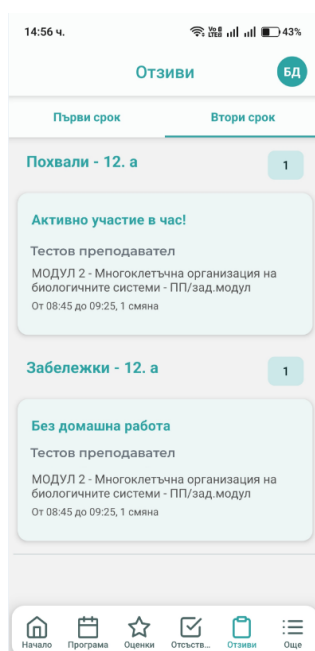 14:56 ч.
43%
Отзиви
БД
Първи срок
Втори срок
Похвали - 12. а
1
Активно участие в час!
Тестов преподавател
МОДУЛ 2 - Многоклетъчна организация на
биологичните системи - ПП/зад.модул
От 08:45 до 09:25, 1 смяна
Забележки - 12. а
1
Без домашна работа
Тестов преподавател
МОДУЛ 2 - Многоклетъчна организация на
биологичните системи - ПП/зад.модул
От 08:45 до 09:25, 1 смяна
Начало
Програма
Оценки
Отсъств...
Отзиви
Още